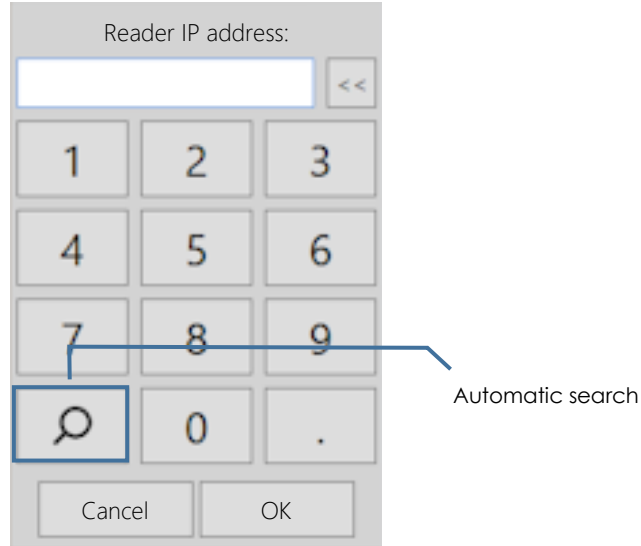 Reader IP address:
<<
1 2 3
4 5 6
7 8 9
Automatic search
0 .
Cancel OK